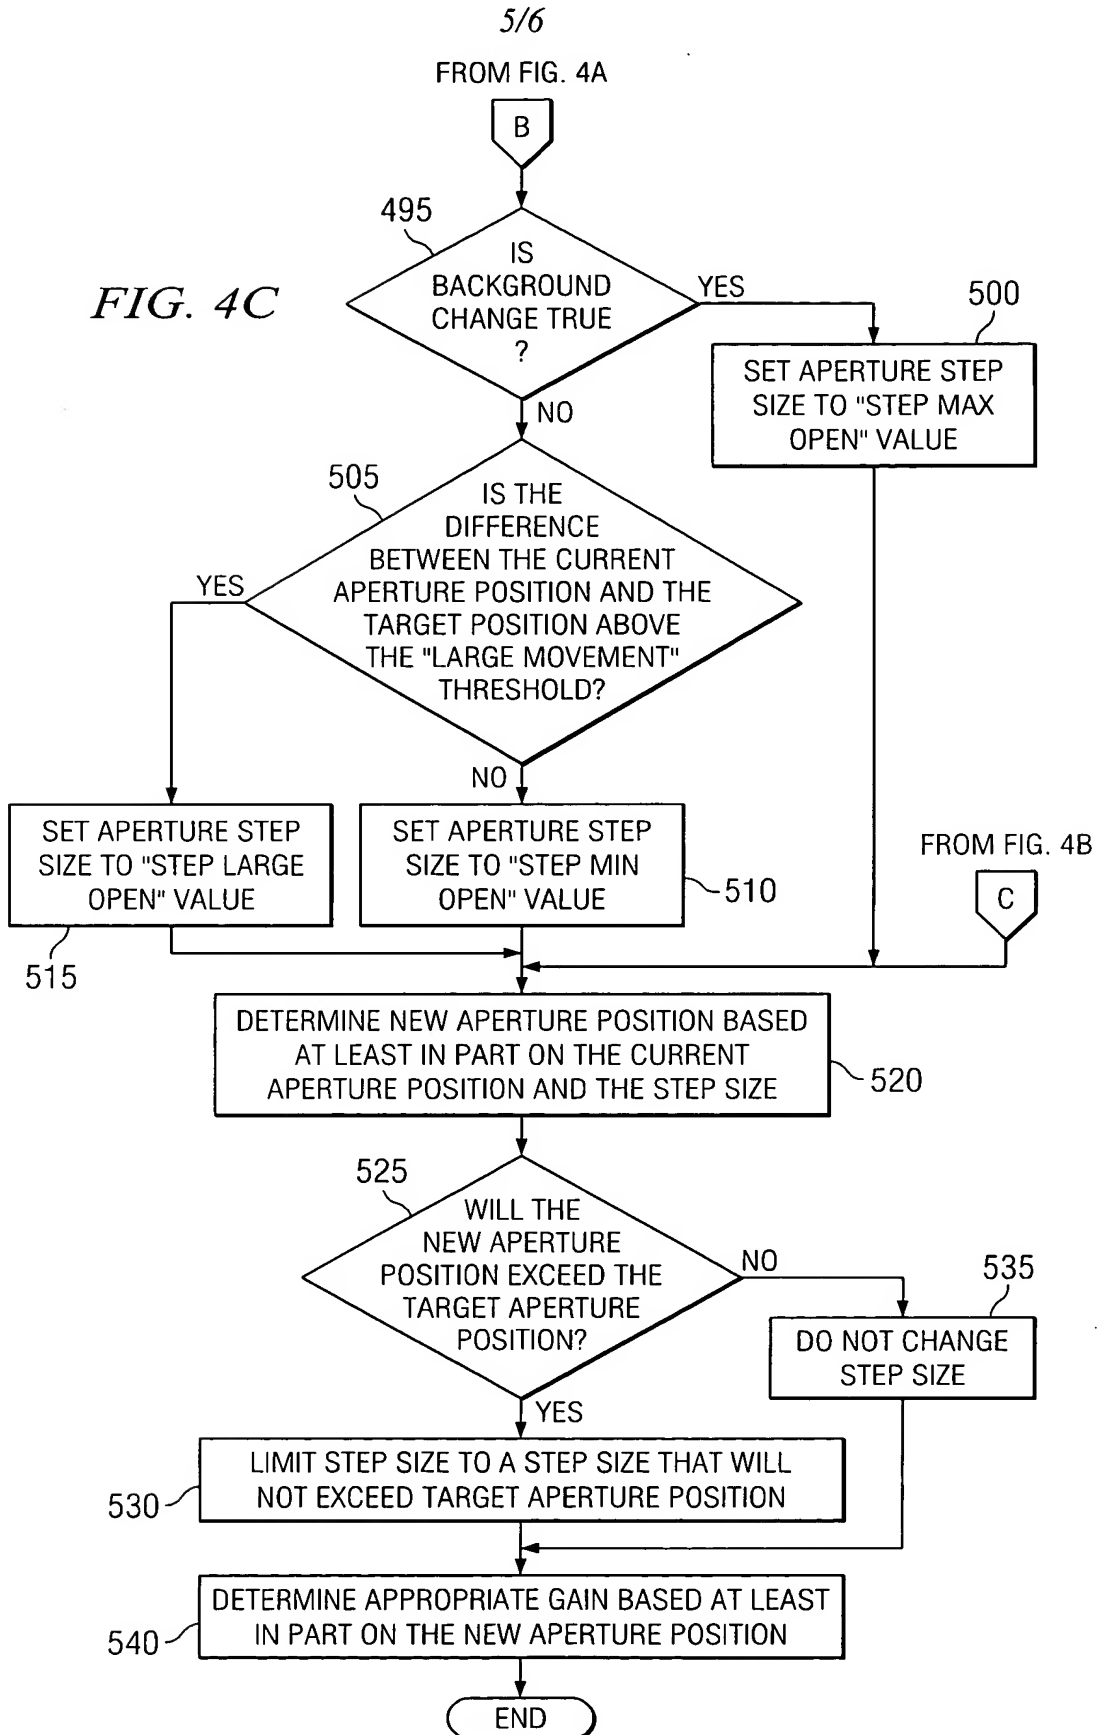 5/6
FROM FIG. 4A
B
495
IS
BACKGROUND
CHANGE TRUE
?
YES
500
FIG. 4C
SET APERTURE STEP
SIZE TO "STEP MAX
OPEN" VALUE
NO
505
IS THE
DIFFERENCE
BETWEEN THE CURRENT
APERTURE POSITION AND THE
TARGET POSITION ABOVE
THE "LARGE MOVEMENT"
THRESHOLD?
YES
NO
SET APERTURE STEP
SIZE TO "STEP LARGE
OPEN" VALUE
515
SET APERTURE STEP
SIZE TO "STEP MIN
OPEN" VALUE
510
FROM FIG. 4B
C
DETERMINE NEW APERTURE POSITION BASED
AT LEAST IN PART ON THE CURRENT
APERTURE POSITION AND THE STEP SIZE
520
525
WILL THE
NEW APERTURE
POSITION EXCEED THE
TARGET APERTURE
POSITION?
NO
535
DO NOT CHANGE
STEP SIZE
YES
LIMIT STEP SIZE TO A STEP SIZE THAT WILL
NOT EXCEED TARGET APERTURE POSITION
530
DETERMINE APPROPRIATE GAIN BASED AT LEAST
IN PART ON THE NEW APERTURE POSITION
540
END